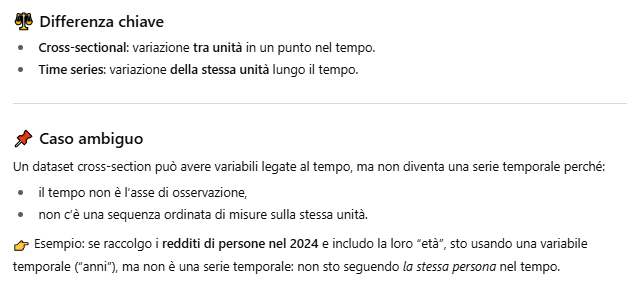 ⚖️ Differenza chiave
• Cross-sectional: variazione tra unità in un punto nel tempo.
• Time series: variazione della stessa unità lungo il tempo.
📌 Caso ambiguo
Un dataset cross-section può avere variabili legate al tempo, ma non diventa una serie temporale perché:
• il tempo non è l'asse di osservazione,
• non c'è una sequenza ordinata di misure sulla stessa unità.
👉 Esempio: se raccolgo i redditi di persone nel 2024 e includo la loro "età", sto usando una variabile
temporale ("anni"), ma non è una serie temporale: non sto seguendo la stessa persona nel tempo.